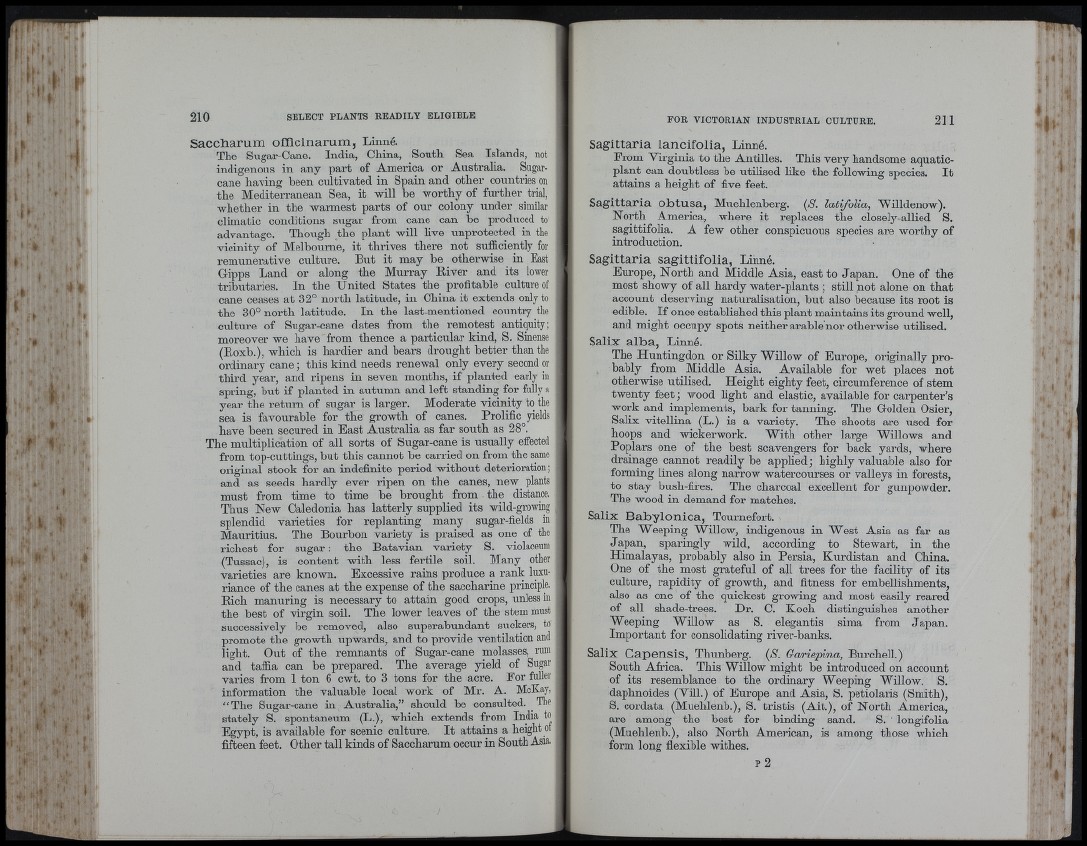 210 SELECT PLANTS READILY ELIGIBLE
Saccharum officinarum, Linné.
The Sugar-Cane. India, China, South Sea Islands, not
indigenous in any part of America or Australia. Sugar-
cane having been cultivated in Spain and other countries on
the Mediterranean Sea, it will be worthy of further trial,
whether in the warmest parts of our colony under similar
climatic conditions sugar from cane can be produced to
advantage. Though the plant will live unprotected in the
vicinity of Melbourne, it thrives there not sufficiently for
remunerative culture. But it may be otherwise in East
Gipps Land or along the Murray River and its lower
tributaries. In the United States the profitable culture of
cane ceases at 32° north latitude, in China it extends only to
the 30° north latitude. In the last-mentioned country the
culture of Sugar-cane dates from the remotest antiquity;
moreover we have from thence a particular kind, S. Sinense
(Roxb.), which is hardier and bears drought better than the
ordinary cane; this kind needs renewal only every second or
third year, and ripens in seven months, if planted early in
spring, but if planted in autumn and left standing for fully a
year the return of sugar is larger. Moderate vicinity to the
sea is favourable for the growth of canes. Prolific yields
have been secured in East Australia as far south as 28°.
The multiplication of all sorts of Sugar-cane is usually effected
from top-cuttings, but this cannot be carried on from the same
original stock for an indefinite period without deterioration;
and as seeds hardly ever ripen on the canes, new plants
must from time to time be brought from the distance.
Thus New Caledonia has latterly supplied its wild-growing
splendid varieties for replanting many sugar-fields in
Mauritius. The Bourbon variety is praised as one of the
richest for sugar: the Batavian variety S. violaceum
(Tussac), is content with less fertile soil. Many other
varieties are known. Excessive rains produce a rank luxu-
riance of the canes at the expense of the saccharine principle.
Rich manuring is necessary to attain good crops, unless in
the best of virgin soil. The lower leaves of the stem must
successively be removed, also superabundant suckers, to
promote the growth upwards, and to provide ventilation and
light. Out of the remnants of Sugar-cane molasses, rum
and taffia can be prepared. The average yield of Sugar
varies from 1 ton 6 cwt. to 3 tons for the acre. For fuller
information the valuable local work of Mr. A. McKay,
"The Sugar-cane in Australia," should be consulted. The
stately S. spontaneum (L.), which extends from India to
Egypt, is available for scenic culture. It attains a height of
fifteen feet. Other tall kinds of Saccharum occur in South Asia.
FOR VICTORIAN INDUSTRIAL CULTURE. 211
Sagittaria lancifolia, Linné.
From Virginia to the Antilles. This very handsome aquatic-
plant can doubtless be utilised like the following species. It
attains a height of five feet.
Sagittaria obtusa, Muehlenberg. (S. latifolia, Willdenow).
North America, where it replaces the closely-allied S.
sagittifolia. A few other conspicuous species are worthy of
introduction.
Sagittaria sagittifolia, Linné.
Europe, North and Middle Asia, east to Japan. One of the
most showy of all hardy water-plants; still not alone on that
account deserving naturalisation, but also because its root is
edible. If once established this plant maintains its ground well,
and might occupy spots neither arable nor otherwise utilised.
Salix alba, Linné.
The Huntingdon or Silky Willow of Europe, originally pro-
bably from Middle Asia. Available for wet places not
otherwise utilised. Height eighty feet, circumference of stem
twenty feet; wood light and elastic, available for carpenter's
work and implements, bark for tanning. The Golden Osier,
Salix vitellina (L.) is a variety. The shoots are used for
hoops and wickerwork. With other large Willows and
Poplars one of the best scavengers for back yards, where
drainage cannot readily be applied; highly valuable also for
forming lines along narrow watercourses or valleys in forests,
to stay bush-fires. The charcoal excellent for gunpowder.
The wood in demand for matches.
Salix Babylonica, Tournefort.
The Weeping Willow, indigenous in West Asia as far as
Japan, sparingly wild, according to Stewart, in the
Himalayas, probably also in Persia, Kurdistan and China.
One of the most grateful of all trees for the facility of its
culture, rapidity of growth, and fitness for embellishments,
also as one of the quickest growing and most easily reared
of all shade-trees. Dr. C. Koch distinguishes another
Weeping Willow as S. elegantis sima from Japan.
Important for consolidating river-banks.
Salix Capensis, Thunberg. (S. Gariepina, Burchell.)
South Africa. This Willow might be introduced on account
of its resemblance to the ordinary Weeping Willow. S.
daphnoides (Vill.) of Europe and Asia, S. petiolaris (Smith),
S. cordata (Muehlenb.), S. tristis (Ait.), of North America,
are among the best for binding sand. S. longifolia
(Muehlenb.), also North American, is among those which
form long flexible withes.
P 2